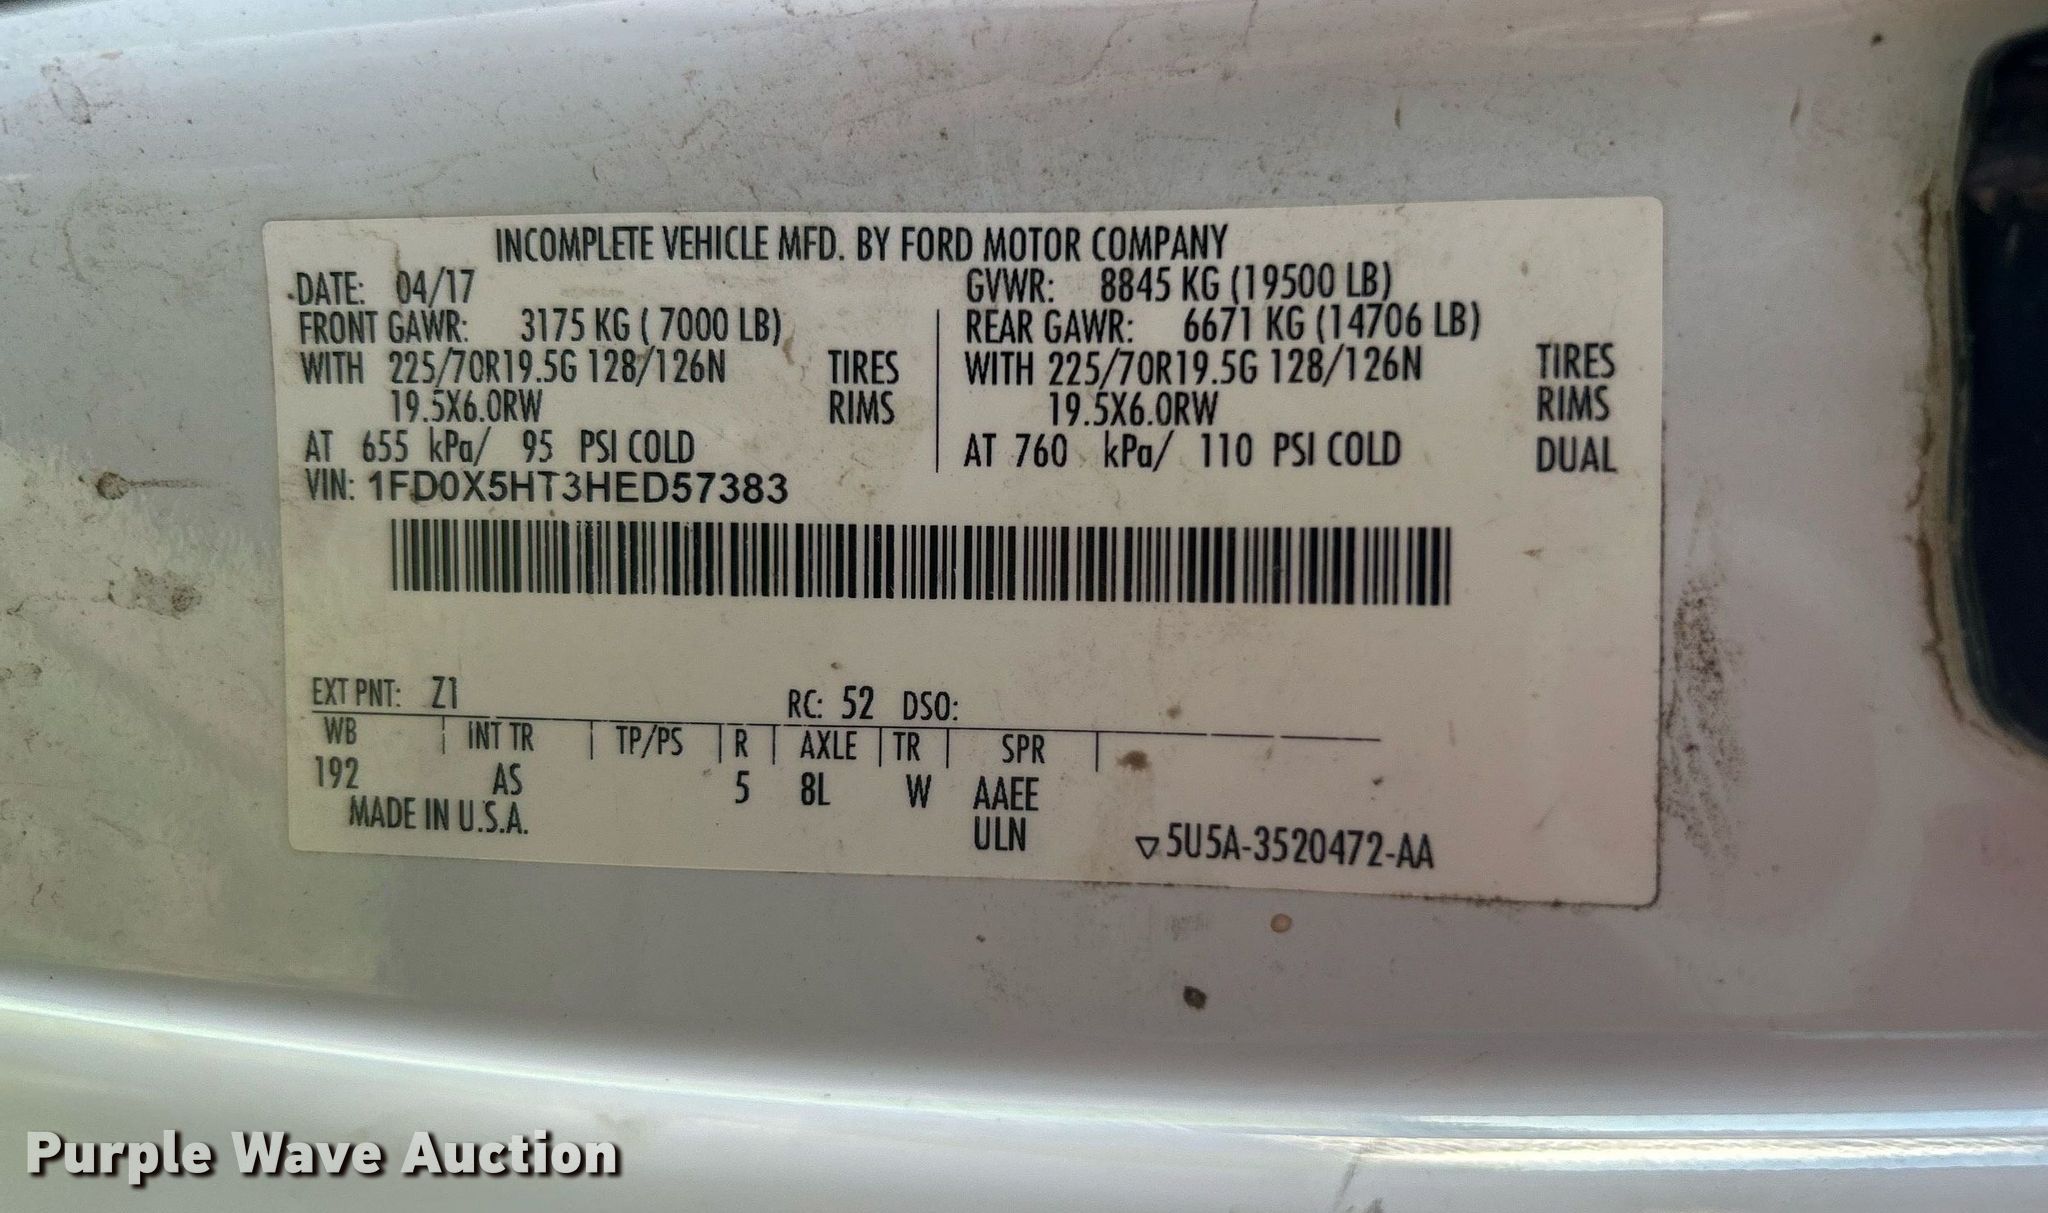 INCOMPLETE VEHICLE MFD. BY FORD MOTOR COMPANY
DATE: 04/17 GVWR: 8845 KG (19500 LB)
FRONT GAWR: 3175 KG ( 7000 LB) REAR GAWR: 6671 KG (14706 LB)
WITH 225/70R19.5G 128/126N TIRES WITH 225/70R19.5G 128/126N TIRES
19.5X6.0RW RIMS 19.5X6.0RW RIMS
AT 655 kPa/ 95 PSI COLD AT 760 kPa/ 110 PSI COLD DUAL
VIN: 1FD0X5HT3HED57383
EXT PNT: Z1 RC: 52 DSO:
WB INT TR TP/PS R AXLE TR SPR
192 AS 5 8L W AAEE
MADE IN U.S.A. ULN
5U5A-3520472-AA
Purple Wave Auction